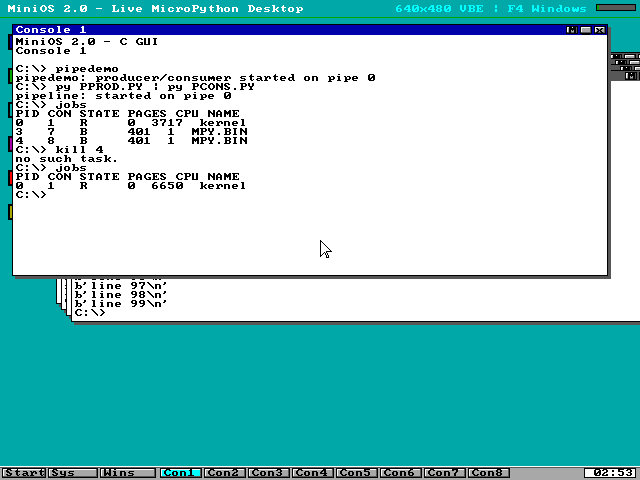 MiniOS 2.0 - Live MicroPython Desktop 640x480 VBE | F4 Windows
Console 1
MiniOS 2.0 - C GUI
Console 1
C:\> pipedemo
pipedemo: producer/consumer started on pipe 0
C:\> py PPROD.PY | py PCONS.PY
pipeline: started on pipe 0
C:\> jobs
PID CON STATE PAGES CPU NAME
0 1 R 0 3717 kernel
3 7 B 401 1 MPY.BIN
4 8 B 401 1 MPY.BIN
C:\> kill 4
no such task.
C:\> jobs
PID CON STATE PAGES CPU NAME
0 1 R 0 6650 kernel
C:\>
b'line 97\n'
b'line 98\n'
b'line 99\n'
C:\>
Start Sys Wins Con1 Con2 Con3 Con4 Con5 Con6 Con7 Con8 02:53